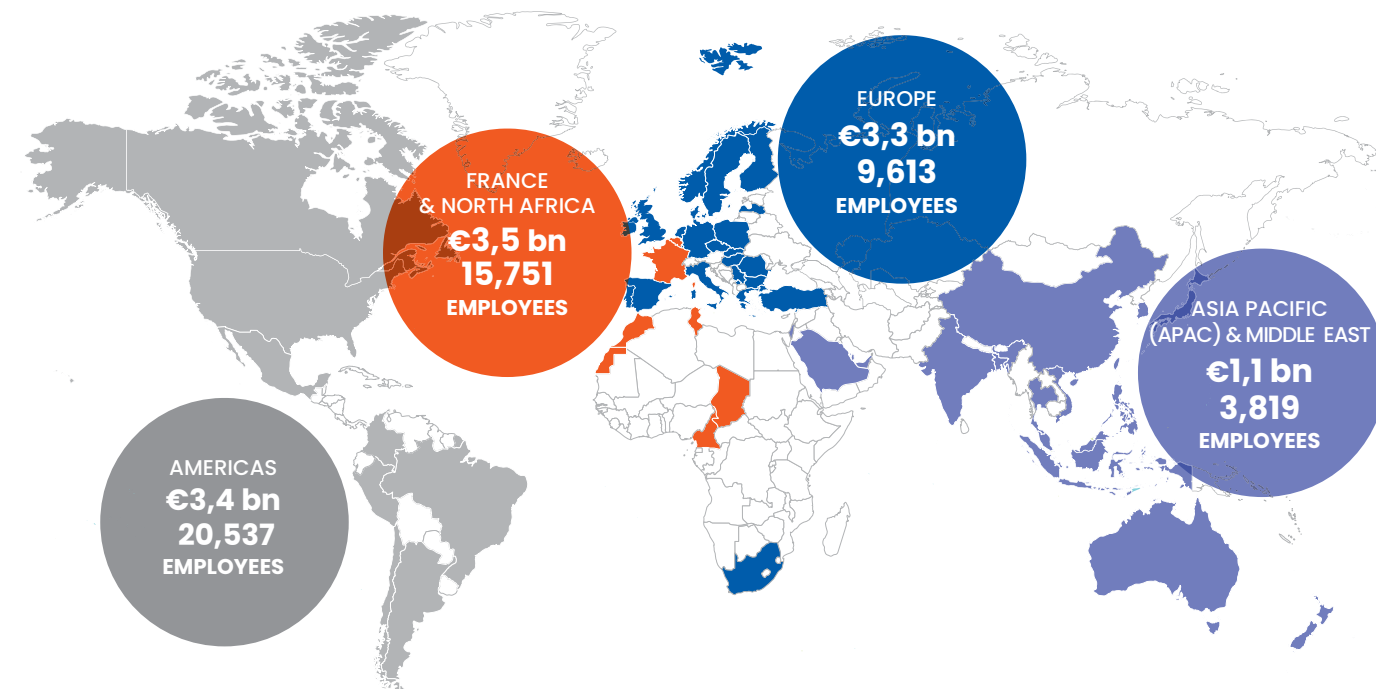 EUROPE
€3,3 bn
9,613
EMPLOYEES
FRANCE
& NORTH AFRICA
€3,5 bn
15,751
EMPLOYEES
ASIA PACIFIC
(APAC) & MIDDLE EAST
€1,1 bn
3,819
EMPLOYEES
AMERICAS
€3,4 bn
20,537
EMPLOYEES